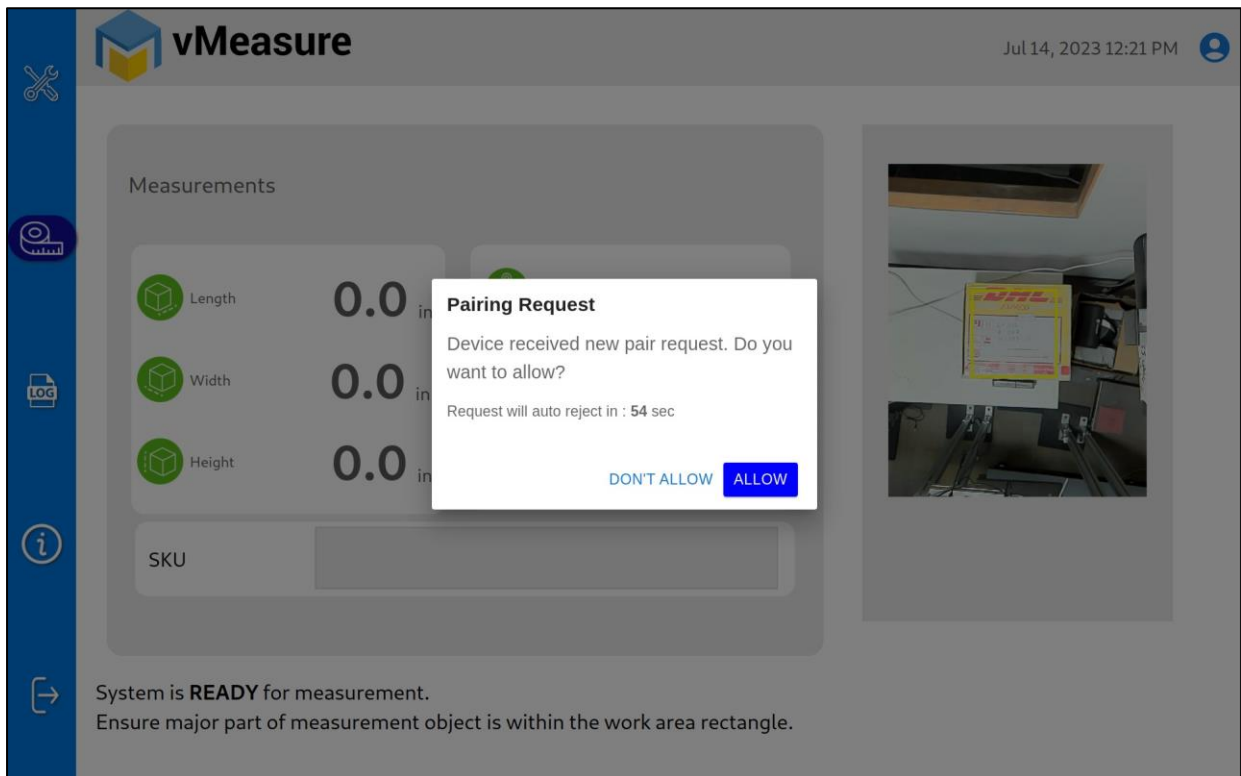 vMeasure
Jul 14, 2023 12:21 PM
Measurements
Length 0.0 in
Width 0.0 in
Height 0.0 in
Pairing Request
Device received new pair request. Do you
want to allow?
Request will auto reject in : 54 sec
DON'T ALLOW ALLOW
LOG
SKU
DHL
System is READY for measurement.
Ensure major part of measurement object is within the work area rectangle.